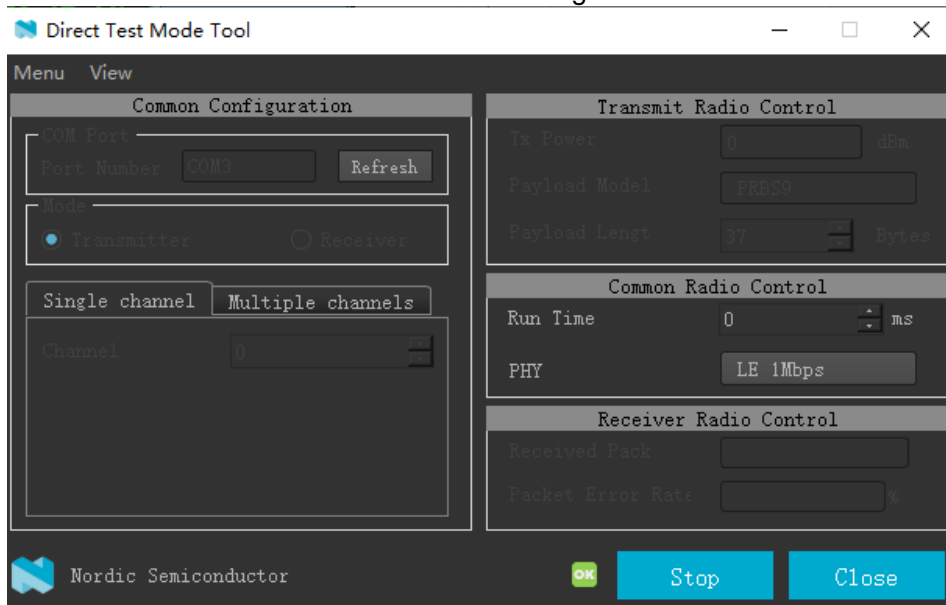 Direct Test Mode Tool
Menu View
Common Configuration
COM Port
Port Number COM3 Refresh
Mode
Transmitter Receiver
Single channel Multiple channels
Channel 0
Transmit Radio Control
Tx Power 0 dBm
Payload Model PRBS9
Payload Lengt 37 Bytes
Common Radio Control
Run Time 0 ms
PHY LE 1Mbps
Receiver Radio Control
Received Pack
Packet Error Rate %
Nordic Semiconductor OK Stop Close